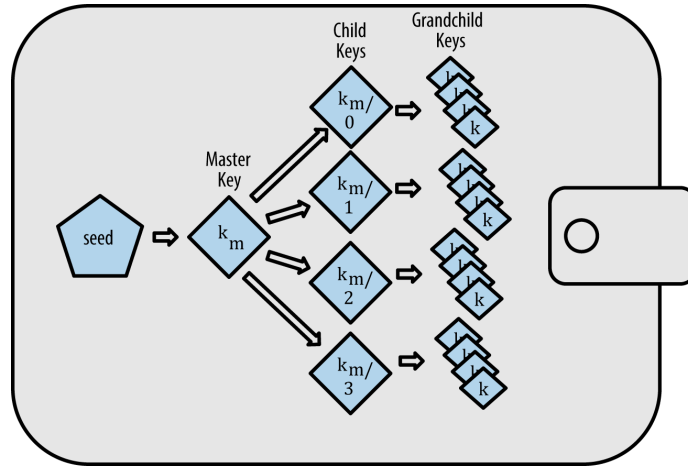 Child
Keys
Grandchild
Keys
Master
Key
seed
k m
k m/
0
k m/
1
k m/
2
k m/
3
k
k
k
k